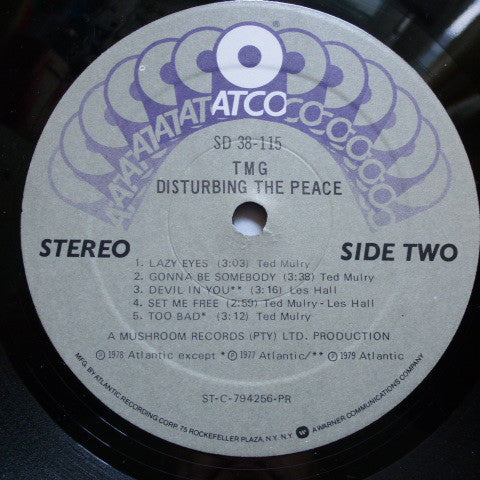 ATCO
SD 38-115
TMG
DISTURBING THE PEACE
STEREO
SIDE TWO
1. LAZY EYES (3:03) Ted Mulry
2. GONNA BE SOMEBODY (3:38) Ted Mulry
3. DEVIL IN YOU** (3:16) Les Hall
4. SET ME FREE (2:59) Ted Mulry-Les Hall
5. TOO BAD* (3:12) Ted Mulry
A MUSHROOM RECORDS (PTY) LTD. PRODUCTION
Ⓟ 1978 Atlantic except * Ⓟ 1977 Atlantic/** Ⓟ 1979 Atlantic
ST-C-794256-PR
MFG. BY ATLANTIC RECORDING CORP. 75 ROCKEFELLER PLAZA, N.Y. N.Y. A WARNER COMMUNICATIONS COMPANY